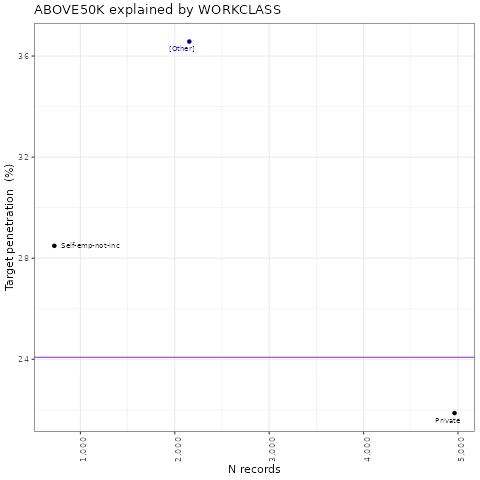 ABOVE50K explained by WORKCLASS
36
[Other]
32
Target penetration (%)
Self-emp-not-inc
28
24
Private
1.000
2.000
3.000
4.000
5.000
N records